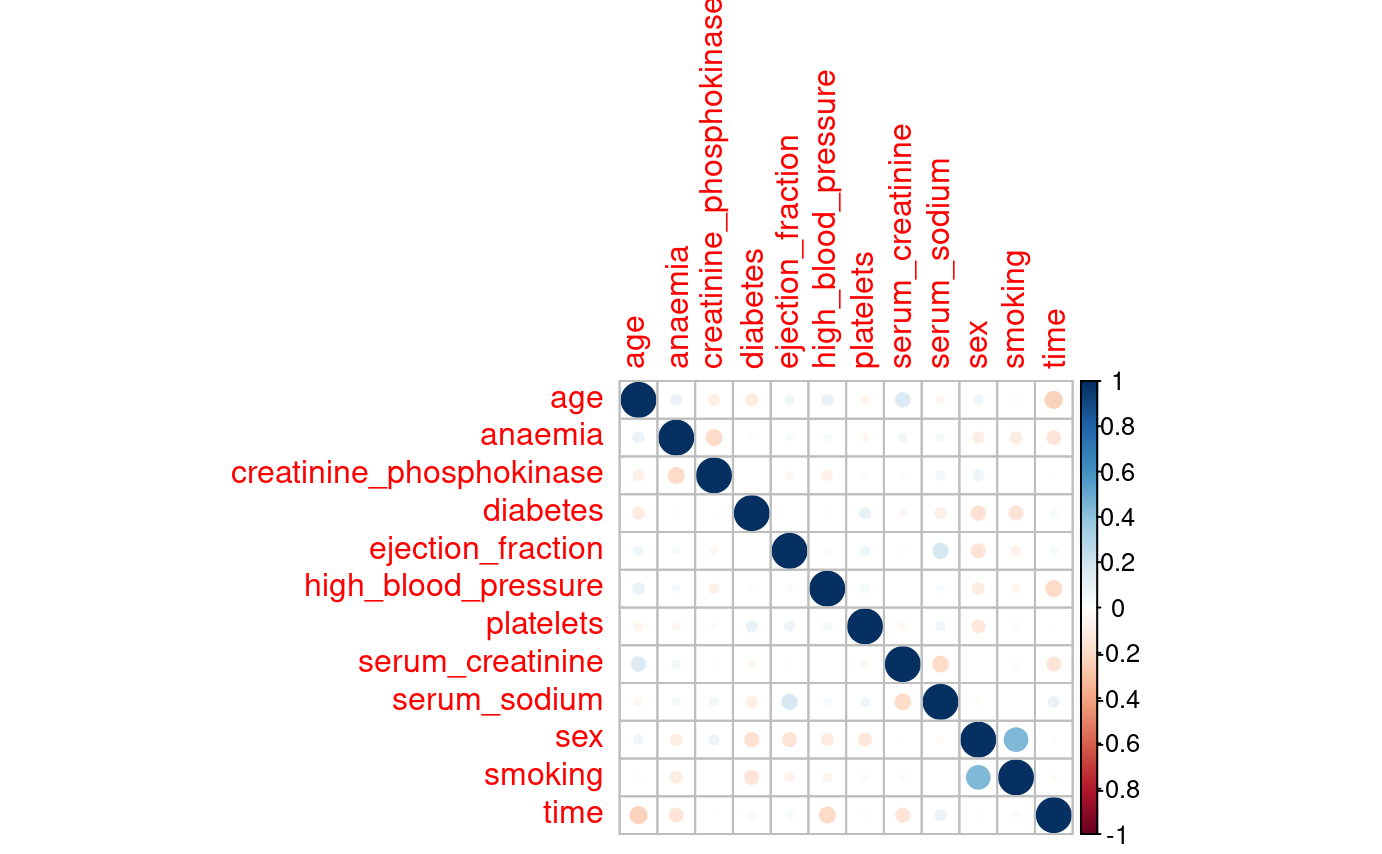 age
anaemia
creatinine_phosphokinase
diabetes
ejection_fraction
high_blood_pressure
platelets
serum_creatinine
serum_sodium
sex
smoking
time
age
anaemia
creatinine_phosphokinase
diabetes
ejection_fraction
high_blood_pressure
platelets
serum_creatinine
serum_sodium
sex
smoking
time
1
0.8
0.6
0.4
0.2
0
-0.2
-0.4
-0.6
-0.8
-1